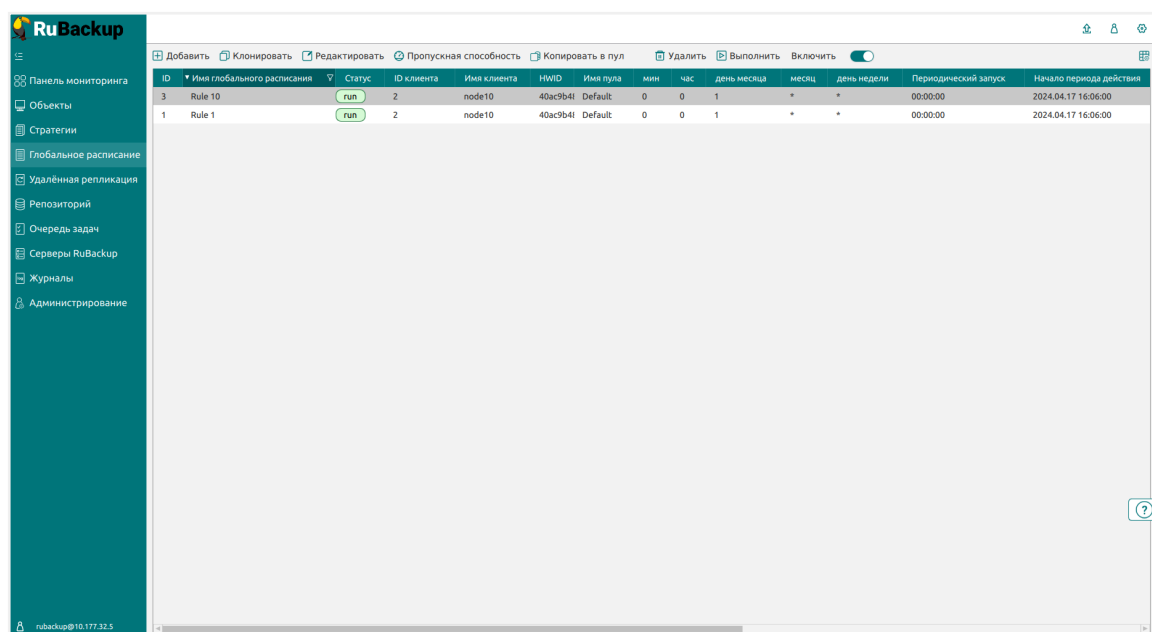 RuBackup
Добавить Клонировать Редактировать Пропускная способность Копировать в пул Удалить Выполнить Включить
Панель мониторинга
Объекты
Стратегии
Глобальное расписание
Удалённая репликация
Репозиторий
Очередь задач
Серверы RuBackup
Журналы
Администрирование
ID Имя глобального расписания Статус ID клиента Имя клиента HWID Имя пула мин час день месяца месяц день недели Периодический запуск Начало периода действия
3 Rule 10 run 2 node10 40ac9b4l Default 0 0 1 * * 00:00:00 2024.04.17 16:06:00
1 Rule 1 run 2 node10 40ac9b4l Default 0 0 1 * * 00:00:00 2024.04.17 16:06:00
?
rubackup@10.177.32.5